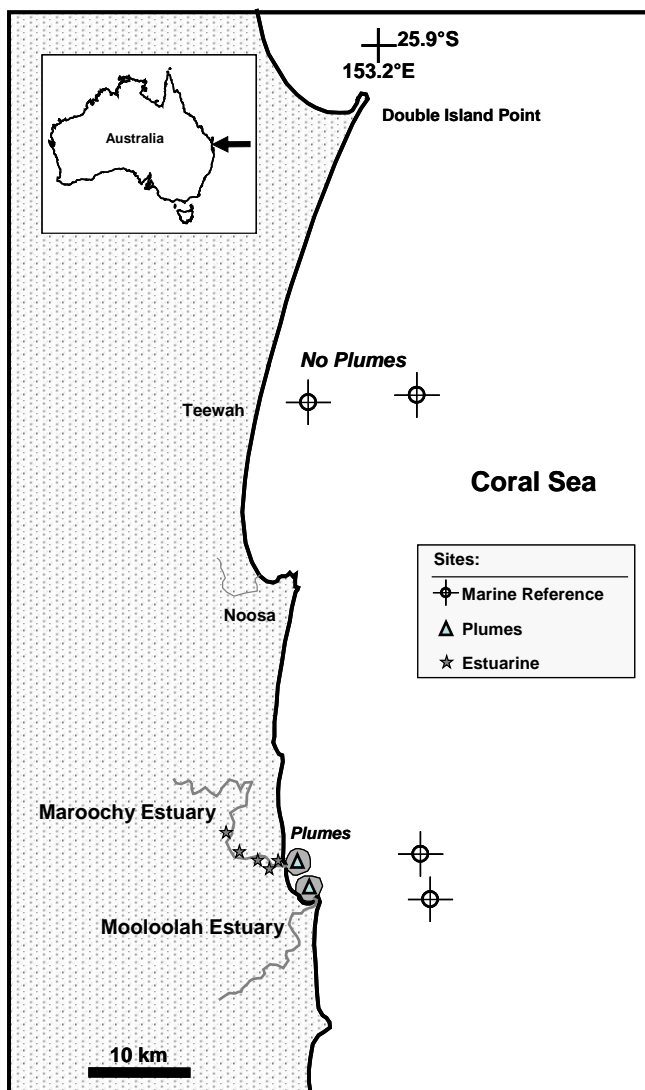 25.9°S
153.2°E
Double Island Point
Australia
No Plumes
Teewah
Coral Sea
Sites:
Marine Reference
Plumes
Estuarine
Noosa
Maroochy Estuary
Plumes
Mooloolah Estuary
10 km